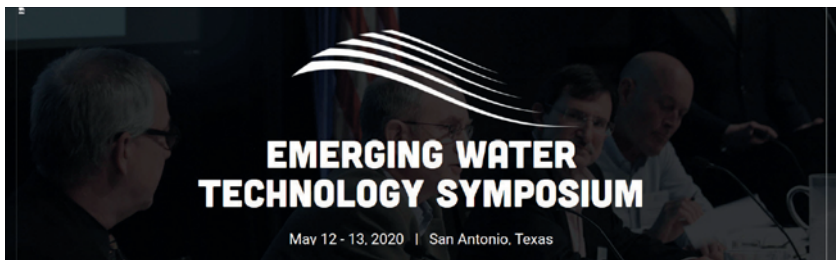 EMERGING WATER
TECHNOLOGY SYMPOSIUM
May 12 - 13, 2020 | San Antonio, Texas